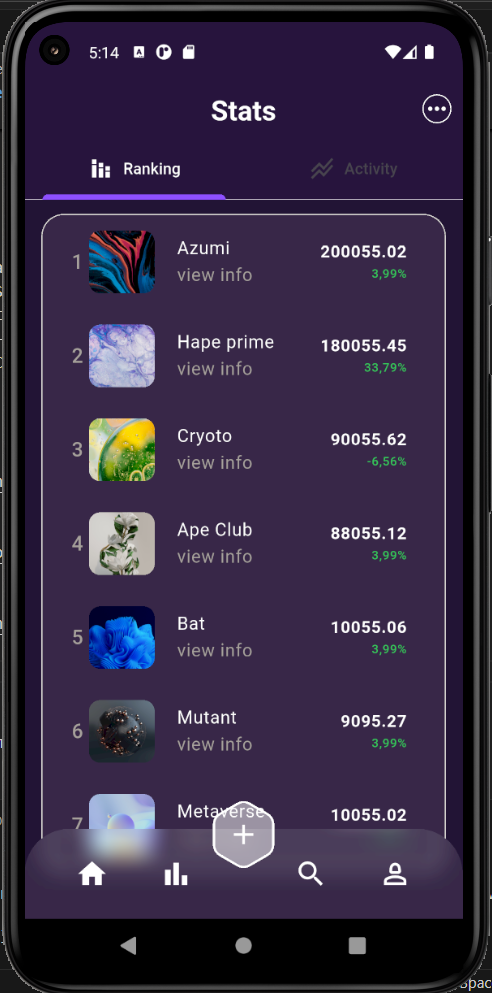 5:14
Stats
Ranking
Activity
1
Azumi
200055.02
view info
3,99%
2
Hape prime
180055.45
view info
33,79%
3
Cryoto
90055.62
view info
-6,56%
4
Ape Club
88055.12
view info
3,99%
5
Bat
10055.06
view info
3,99%
6
Mutant
9095.27
view info
3,99%
7
Metaverse
10055.02